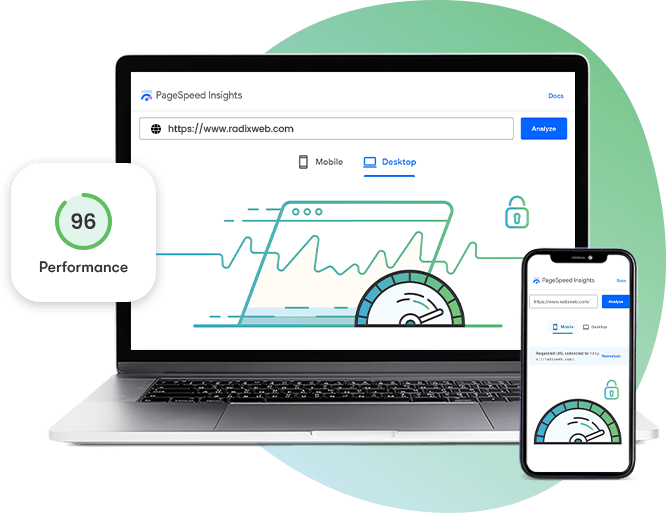 PageSpeed Insights
Docs
https://www.radixweb.com
Analyze
Mobile
Desktop
96
Performance
PageSpeed Insights
Docs
https://www.radixweb.com/
Analyze
Mobile
Desktop
Requested URL redirected to http
s://radixweb.com/
Reanalyze